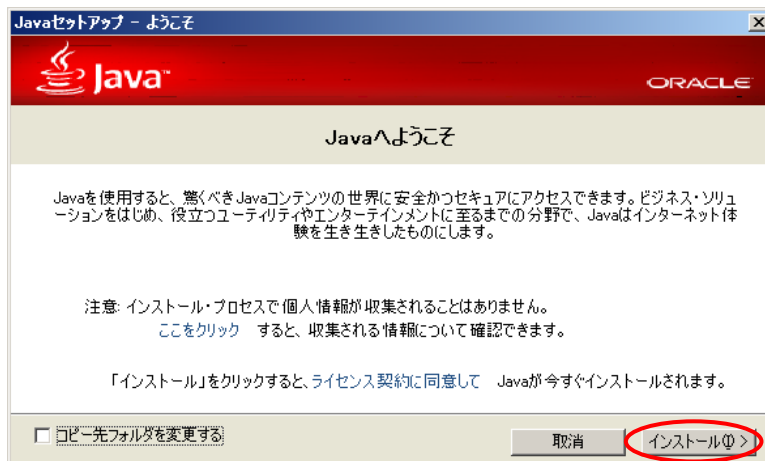 Javaセットアップ - ようこそ
Java™
ORACLE
Javaへようこそ
Javaを使用すると、驚くべきJavaコンテンツの世界に安全かつセキュアにアクセスできます。ビジネス・ソリュ
ーションをはじめ、役立つユーティリティやエンターテインメントに至るまでの分野で、Javaはインターネット体
験を生き生きしたものにします。
注意: インストール・プロセスで個人情報が収集されることはありません。
ここをクリック すると、収集される情報について確認できます。
「インストール」をクリックすると、ライセンス契約に同意して Javaが今すぐインストールされます。
コピー先フォルダを変更する
取消
インストール(I) >